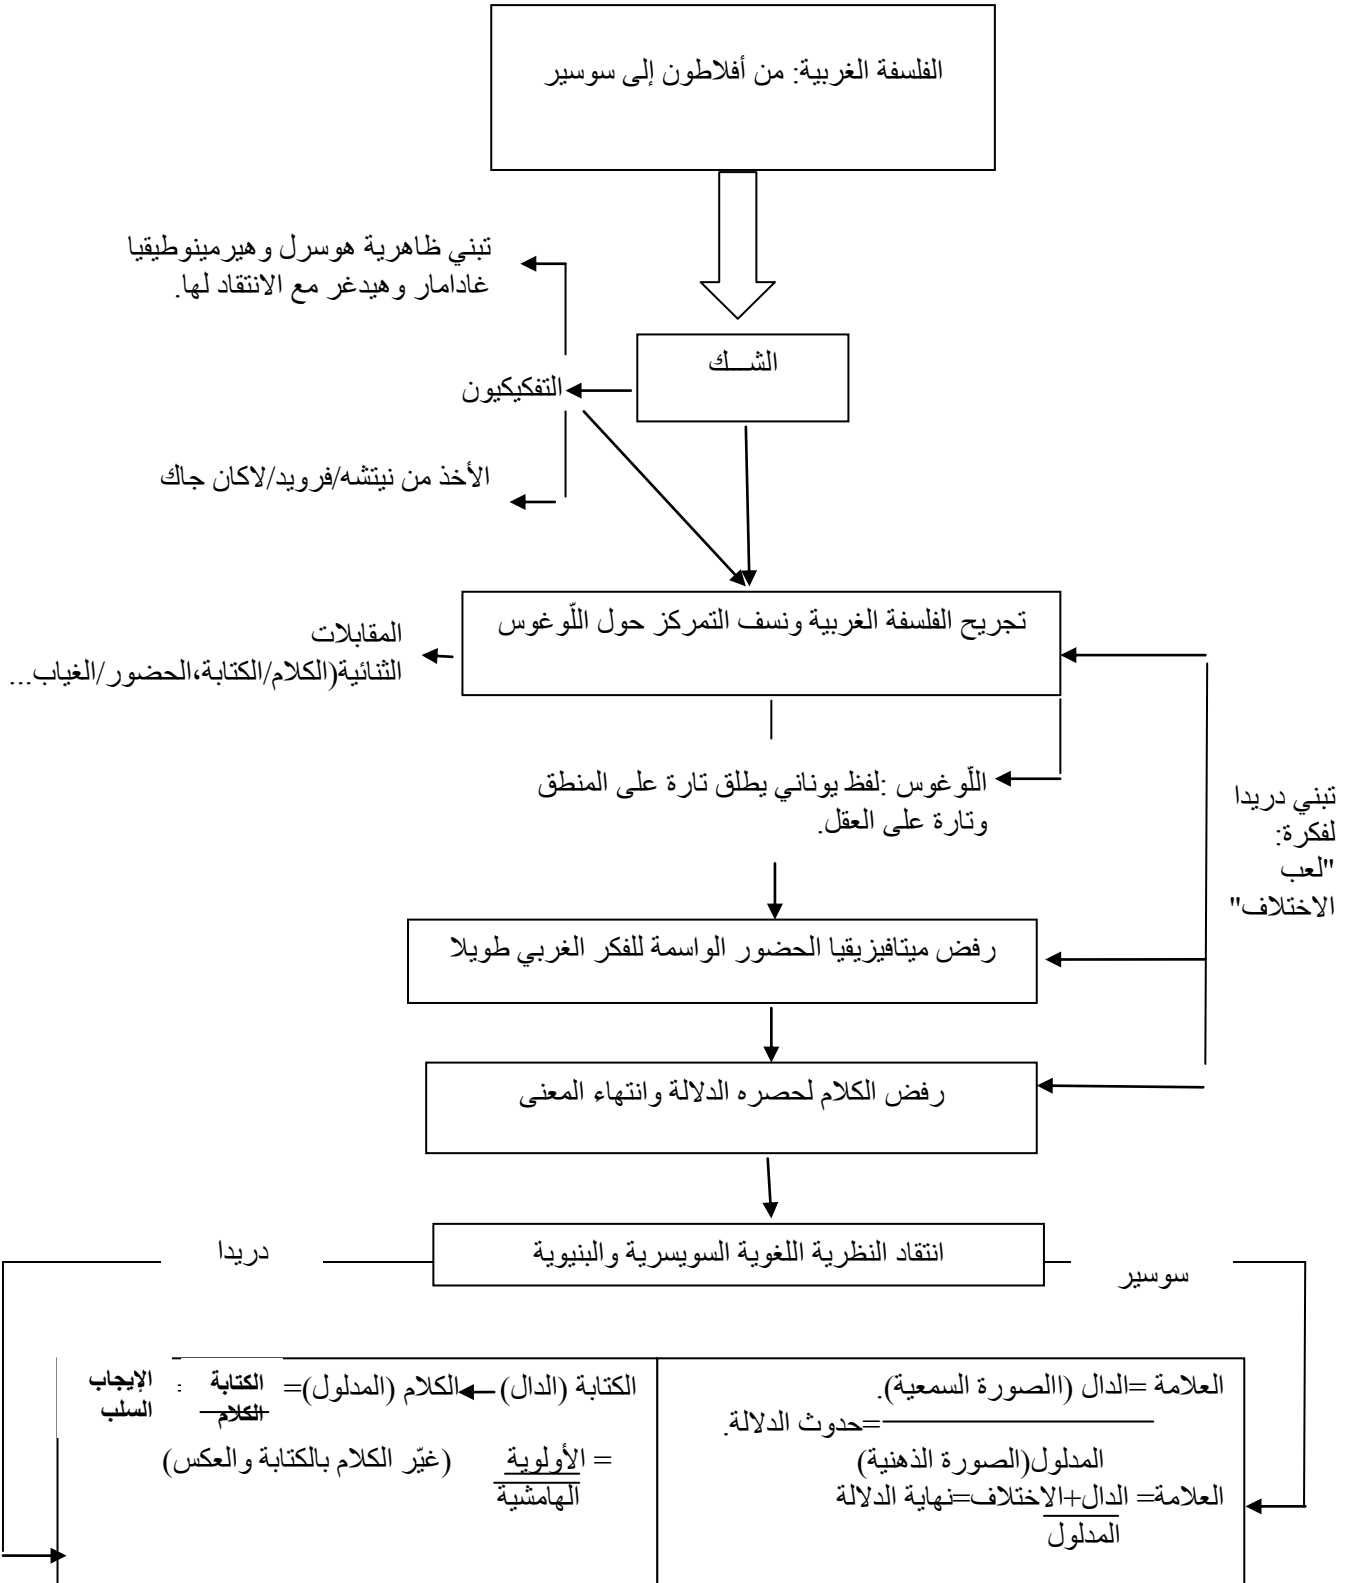 الفلسفة الغربية: من أفلاطون إلى سوسير
تبني ظاهرية هوسرل وهيرمينوطيقيا
غادامار وهيدغر مع الانتقاد لها.
الشـــك
التفكيكيون
الأخذ من نيتشه/فرويد/لاكان جاك
تجريح الفلسفة الغربية ونسف التمركز حول اللّوغوس
المقابلات
الثنائية(الكلام/الكتابة،الحضور/الغياب...
اللّوغوس :لفظ يوناني يطلق تارة على المنطق
وتارة على العقل.
تبني دريدا
لفكرة:
"لعب
الاختلاف"
رفض ميتافيزيقيا الحضور الواسمة للفكر الغربي طويلا
رفض الكلام لحصره الدلالة وانتهاء المعنى
انتقاد النظرية اللغوية السويسرية والبنيوية
سوسير
دريدا
العلامة =الدال (االصورة السمعية).
=حدوث الدلالة.
المدلول(الصورة الذهنية)
العلامة= الدال+الاختلاف=نهاية الدلالة
المدلول
الكتابة (الدال) الكلام (المدلول)= الكتابة = الإيجاب
الكلام السلب
= الأولوية (غيّر الكلام بالكتابة والعكس)
الهامشية